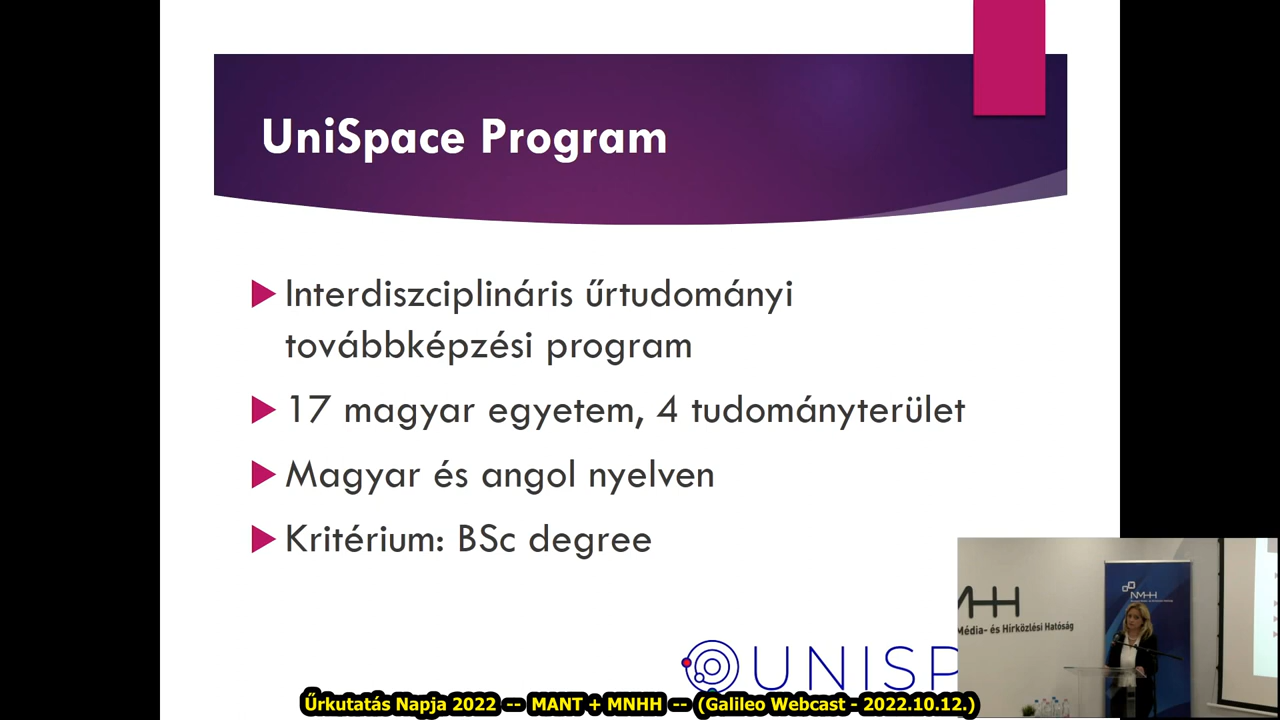 UniSpace Program
Interdiszciplináris űrtudományi
továbbképzési program
17 magyar egyetem, 4 tudományterület
Magyar és angol nyelven
Kritérium: BSc degree
UNISP
MHH
Média- és Hírközlési Hatóság
NMHH
Űrkutatás Napja 2022 -- MANT + MNHH -- (Galileo Webcast - 2022.10.12.)